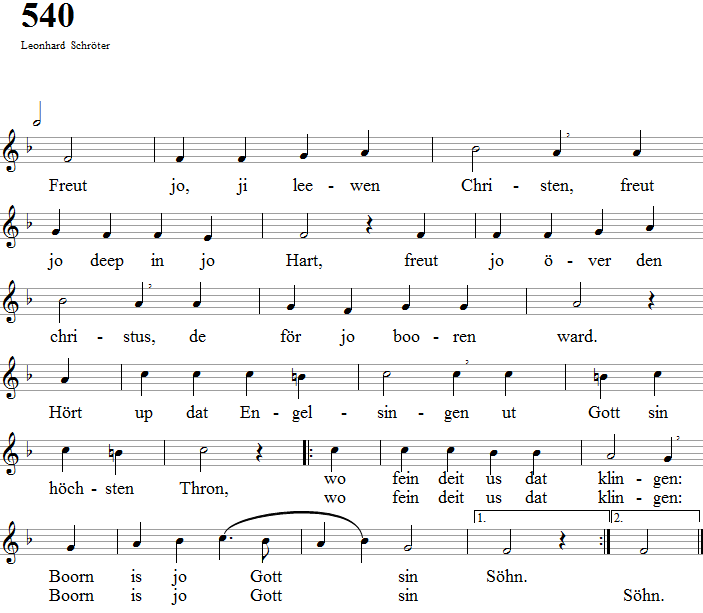 540
Leonhard Schröter
Freut jo, ji lee - wen Chri - sten, freut
jo deep in jo Hart, freut jo ö - ver den
chri - stus, de för jo boo - ren ward.
Hört up dat En - gel - sin - gen ut Gott sin
höch - sten Thron, wo fein deit us dat klin - gen:
wo fein deit us dat klin - gen:
1. 2.
Boorn is jo Gott sin Söhn.
Boorn is jo Gott sin Söhn.